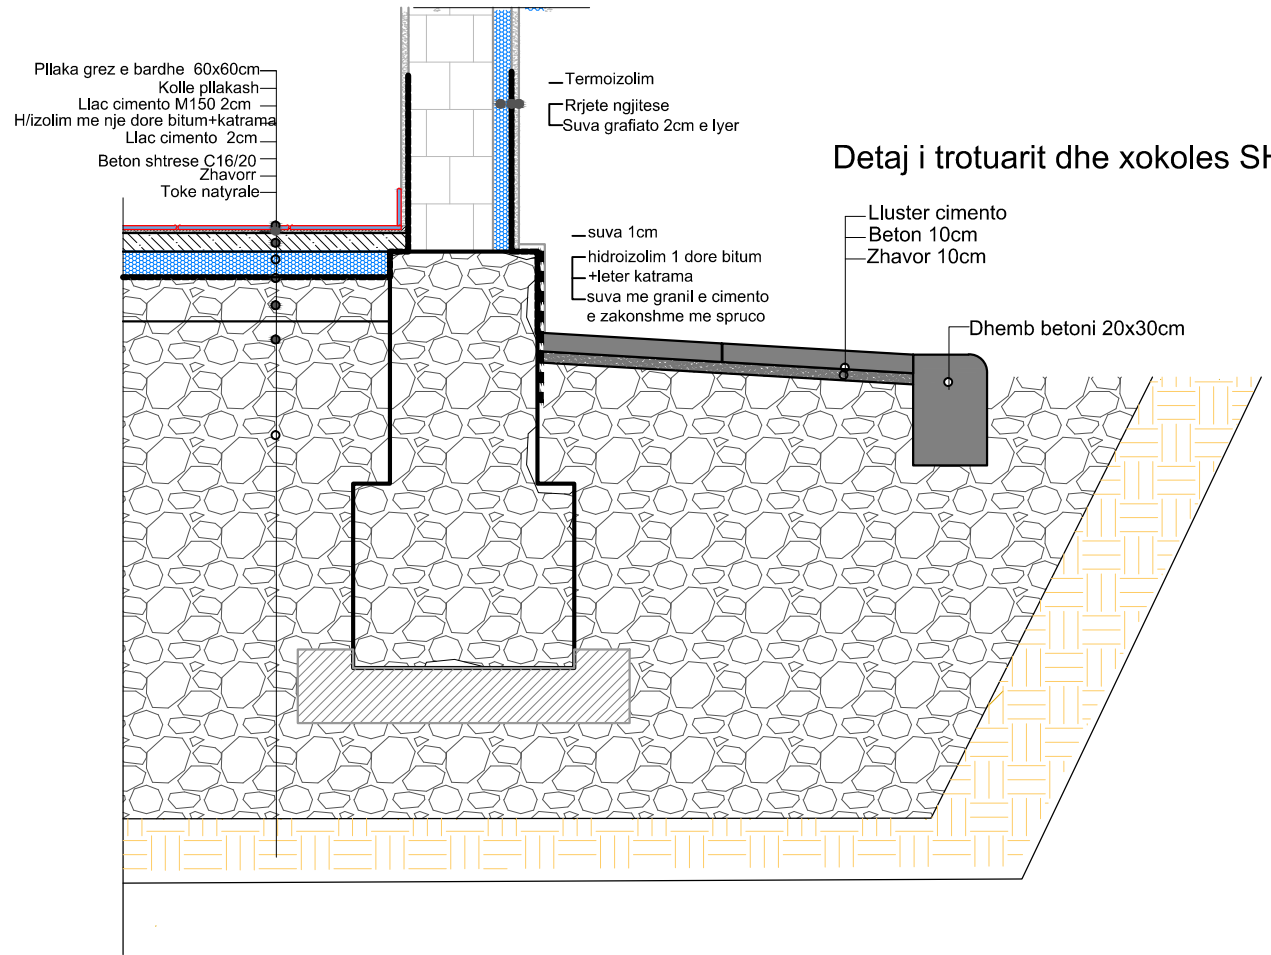 Pllaka grez e bardhe 60x60cm
Kolle pllakash
Llac cimento M150 2cm
H/izolim me nje dore bitum+katrama
Llac cimento 2cm
Beton shtrese C16/20
Zhavorr
Toke natyrale
Termoizolim
Rrjete ngjitese
Suva grafiato 2cm e lyer
Detaj i trotuarit dhe xokoles SH
suva 1cm
hidroizolim 1 dore bitum
+leter katrama
suva me granil e cimento
e zakonshme me spruco
Lluster cimento
Beton 10cm
Zhavor 10cm
Dhemb betoni 20x30cm